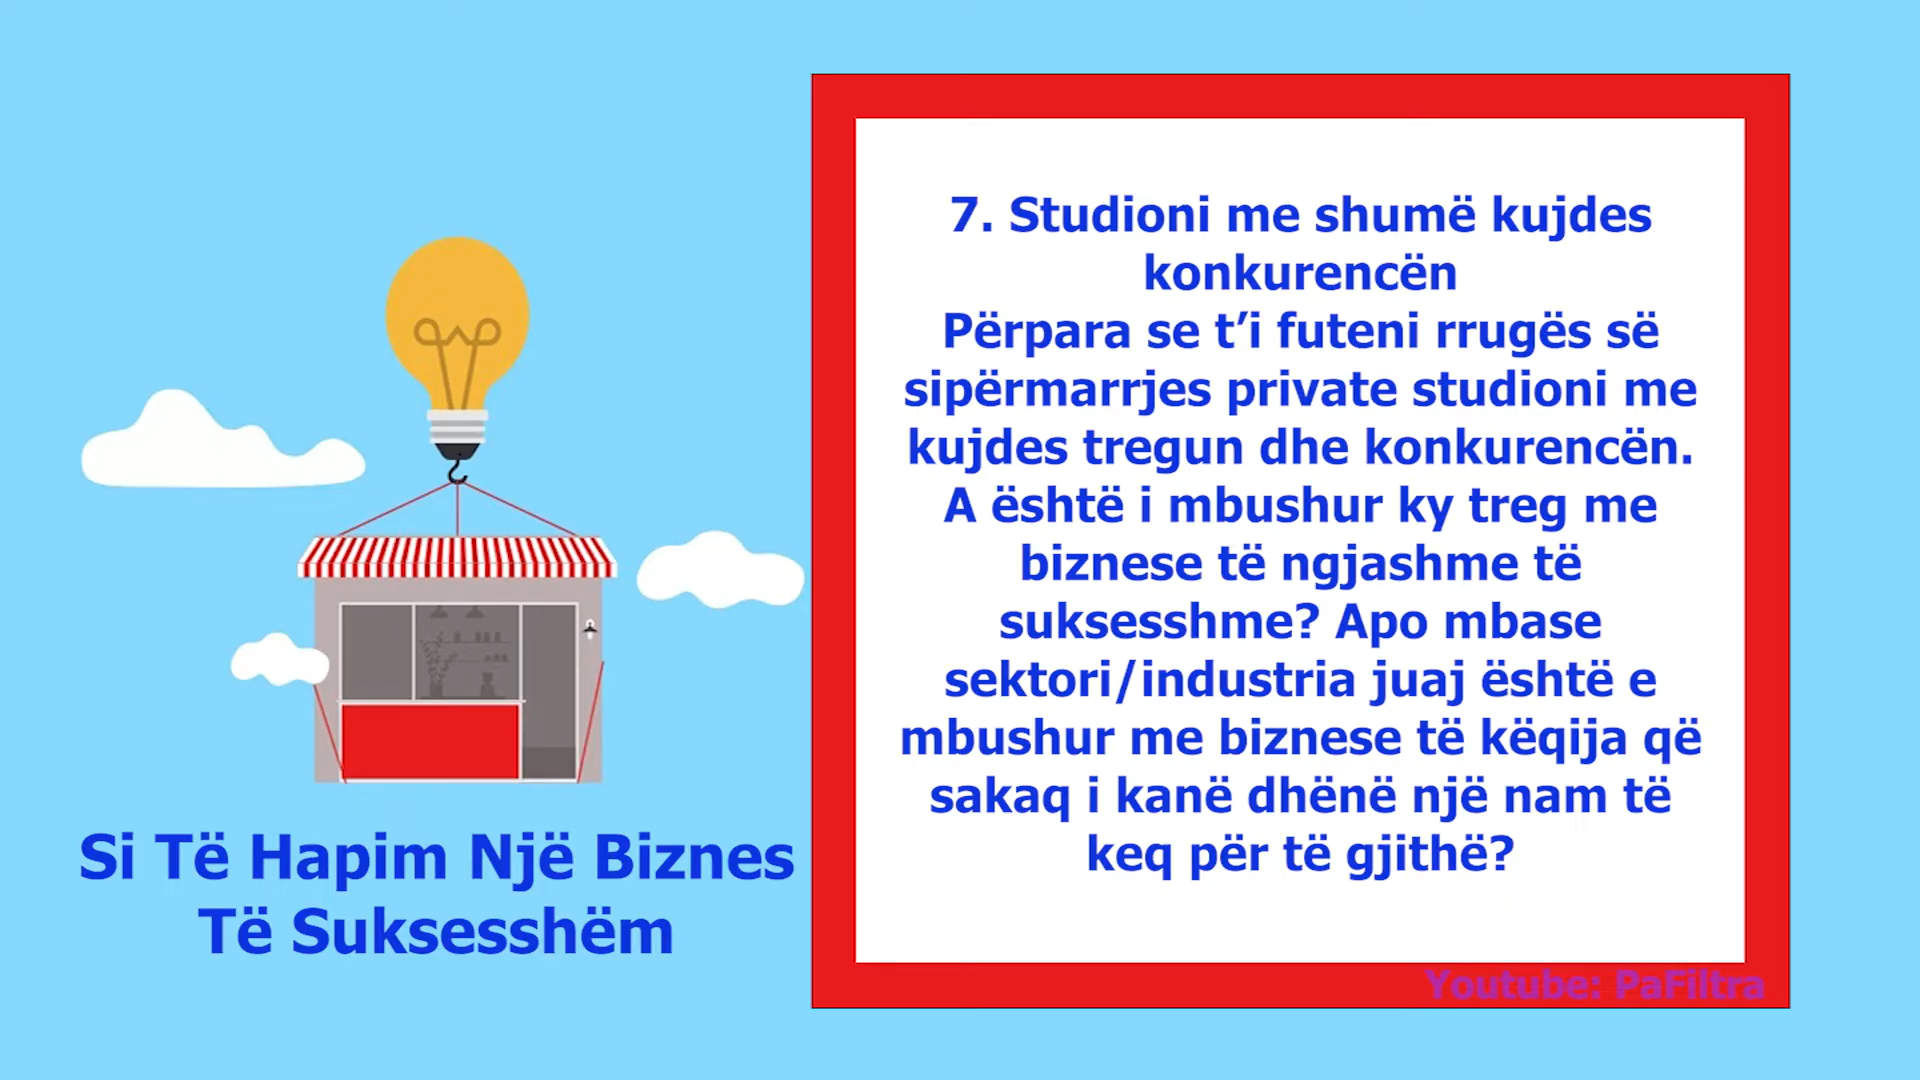 7. Studioni me shumë kujdes
konkurencën
Përpara se t’i futeni rrugës së
sipërmarrjes private studioni me
kujdes tregun dhe konkurencën.
A është i mbushur ky treg me
biznese të ngjashme të
suksesshme? Apo mbase
sektori/industria juaj është e
mbushur me biznese të këqija që
sakaq i kanë dhënë një nam të
keq për të gjithë?
Si Të Hapim Një Biznes
Të Suksesshëm
Youtube: PaFiltra